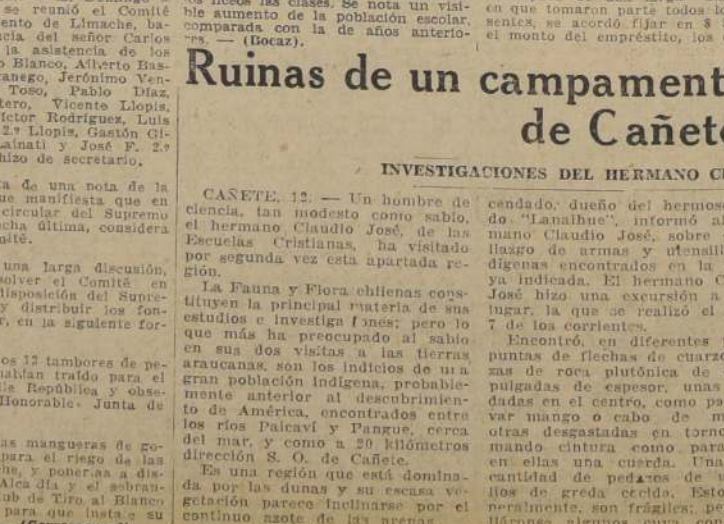 se reunió el Comité
ento de Limache, ba-
cia del señor Carlos
la asistencia de los
o Blanco, Alberto Bas-
anego, Jerónimo Ven-
Toso, Pablo Díaz,
tero, Vicente Llopis,
íctor Rodríguez, Luis
2.º Llopis, Gastón Gi-
Lainati y José F. 2.º
hizo de secretario.
ta de una nota de la
ue manifiesta que en
circular del Supremo
cha última, considera
mité.
una larga discusión,
solver el Comité en
disposición del Supre-
y distribuir los fon-
r, en la siguiente for-
os 12 tambores de pe-
habían traído para el
de República y obse-
Honorable Junta de
as mangueras de go-
para el riego de las
he, y ponerlas a dis-
Alcaldía y el sobran-
ub de Tiro al Blanco
para que instale su
los liceos las clases. Se nota un visi-
ble aumento de la población escolar,
comparada con la de años anterio-
res. — (Bocaz).
en que tomaron parte todos lo
senics, se acordó fijar en $
el monto del empréstito, los
Ruinas de un campament
de Cañete
INVESTIGACIONES DEL HERMANO C
CAÑETE, 12. — Un hombre de
ciencia, tan modesto como sabio,
el hermano Claudio José, de las
Escuelas Cristianas, ha visitado
por segunda vez esta apartada re-
gión.
La Fauna y Flora chilenas cons-
tituyen la principal materia de sus
estudios e investigaciones; pero lo
que más ha preocupado al sabio
en sus dos visitas a las tierras
araucanas, son los indicios de una
gran población indígena, probable-
mente anterior al descubrimien-
to de América, encontrados entre
los ríos Paicaví y Pangue, cerca
del mar, y como a 20 kilómetros
dirección S. O. de Cañete.
Es una región que está domina-
da por las dunas y su escasa ve-
getación parece inclinarse por el
continuo azote de las arenas.
cendado, dueño del hermoso
do "Lanalhue", informó al
mano Claudio José, sobre
llazgo de armas y utensill
dígenas encontrados en la
ya indicada. El hermano C
José hizo una excursión a
lugar, la que se realizó el
7 de los corrientes.
Encontró, en diferentes
puntas de flechas de cuarzo
zas de roca plutónica de
pulgadas de espesor, unas
dadas en el centro, como pa
var mango o cabo de m
otras desgastadas en torno
mando cintura como para
en ellas una cuerda. Una
cantidad de pedazos de u
lios de greda cocida. Esto
neralmente, son frágiles; po